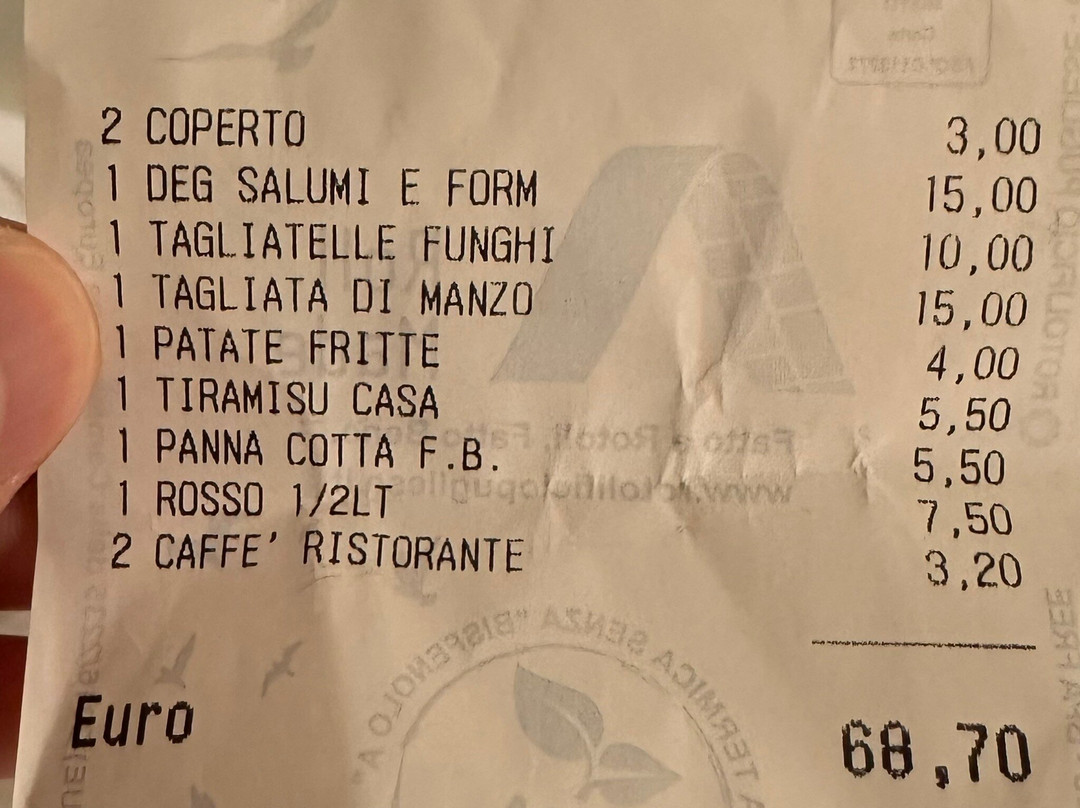 2 COPERTO 3,00
1 DEG SALUMI E FORM 15,00
1 TAGLIATELLE FUNGHI 10,00
1 TAGLIATA DI MANZO 15,00
1 PATATE FRITTE 4,00
1 TIRAMISU CASA 5,50
1 PANNA COTTA F.B. 5,50
1 ROSSO 1/2LT 7,50
2 CAFFE' RISTORANTE 3,20
Euro 68,70